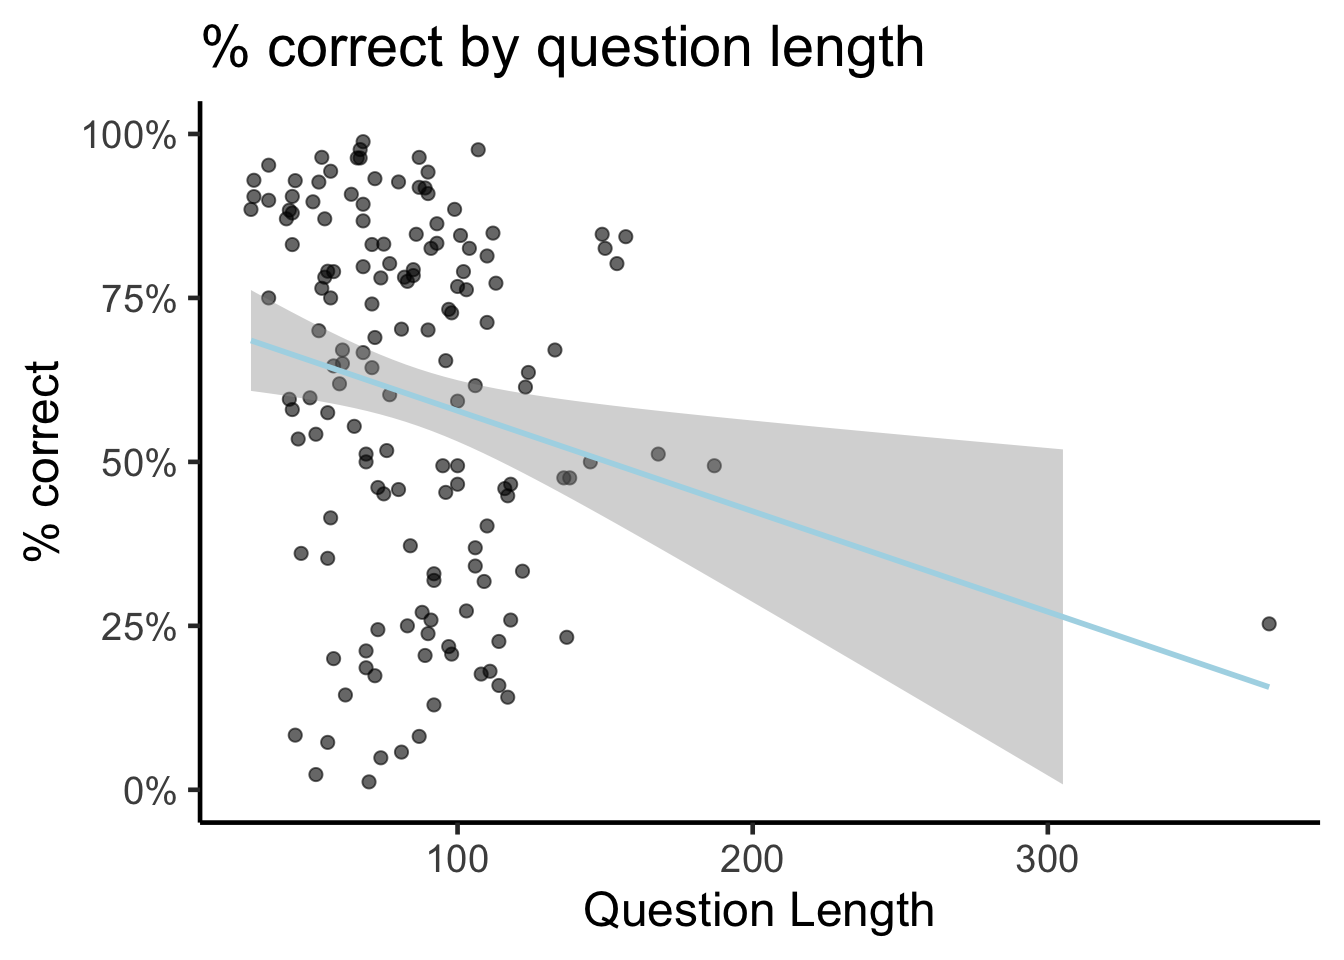 % correct by question length
100%
75%
50%
25%
0%
% correct
100 200 300
Question Length